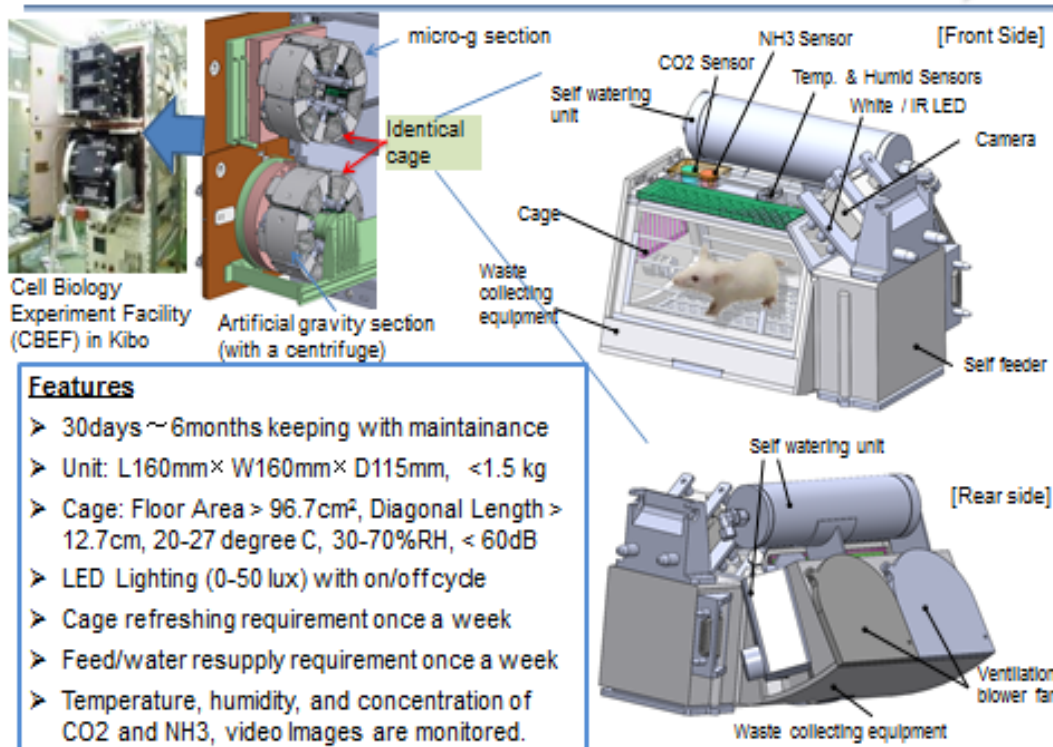 micro-g section
Identical
cage
Cell Biology
Experiment Facility
(CBEF) in Kibo
Artificial gravity section
(with a centrifuge)
[Front Side]
NH3 Sensor
CO2 Sensor
Temp. & Humid Sensors
Self watering
unit
White / IR LED
Camera
Cage
Waste
collecting
equipment
Self feeder
Features
➤ 30days ~ 6months keeping with maintainance
➤ Unit: L160mm× W160mm× D115mm, <1.5 kg
➤ Cage: Floor Area > 96.7cm², Diagonal Length >
12.7cm, 20-27 degree C, 30-70%RH, < 60dB
➤ LED Lighting (0-50 lux) with on/off cycle
➤ Cage refreshing requirement once a week
➤ Feed/water resupply requirement once a week
➤ Temperature, humidity, and concentration of
CO2 and NH3, video Images are monitored.
Self watering unit
[Rear side]
Ventilation
blower fan
Waste collecting equipment